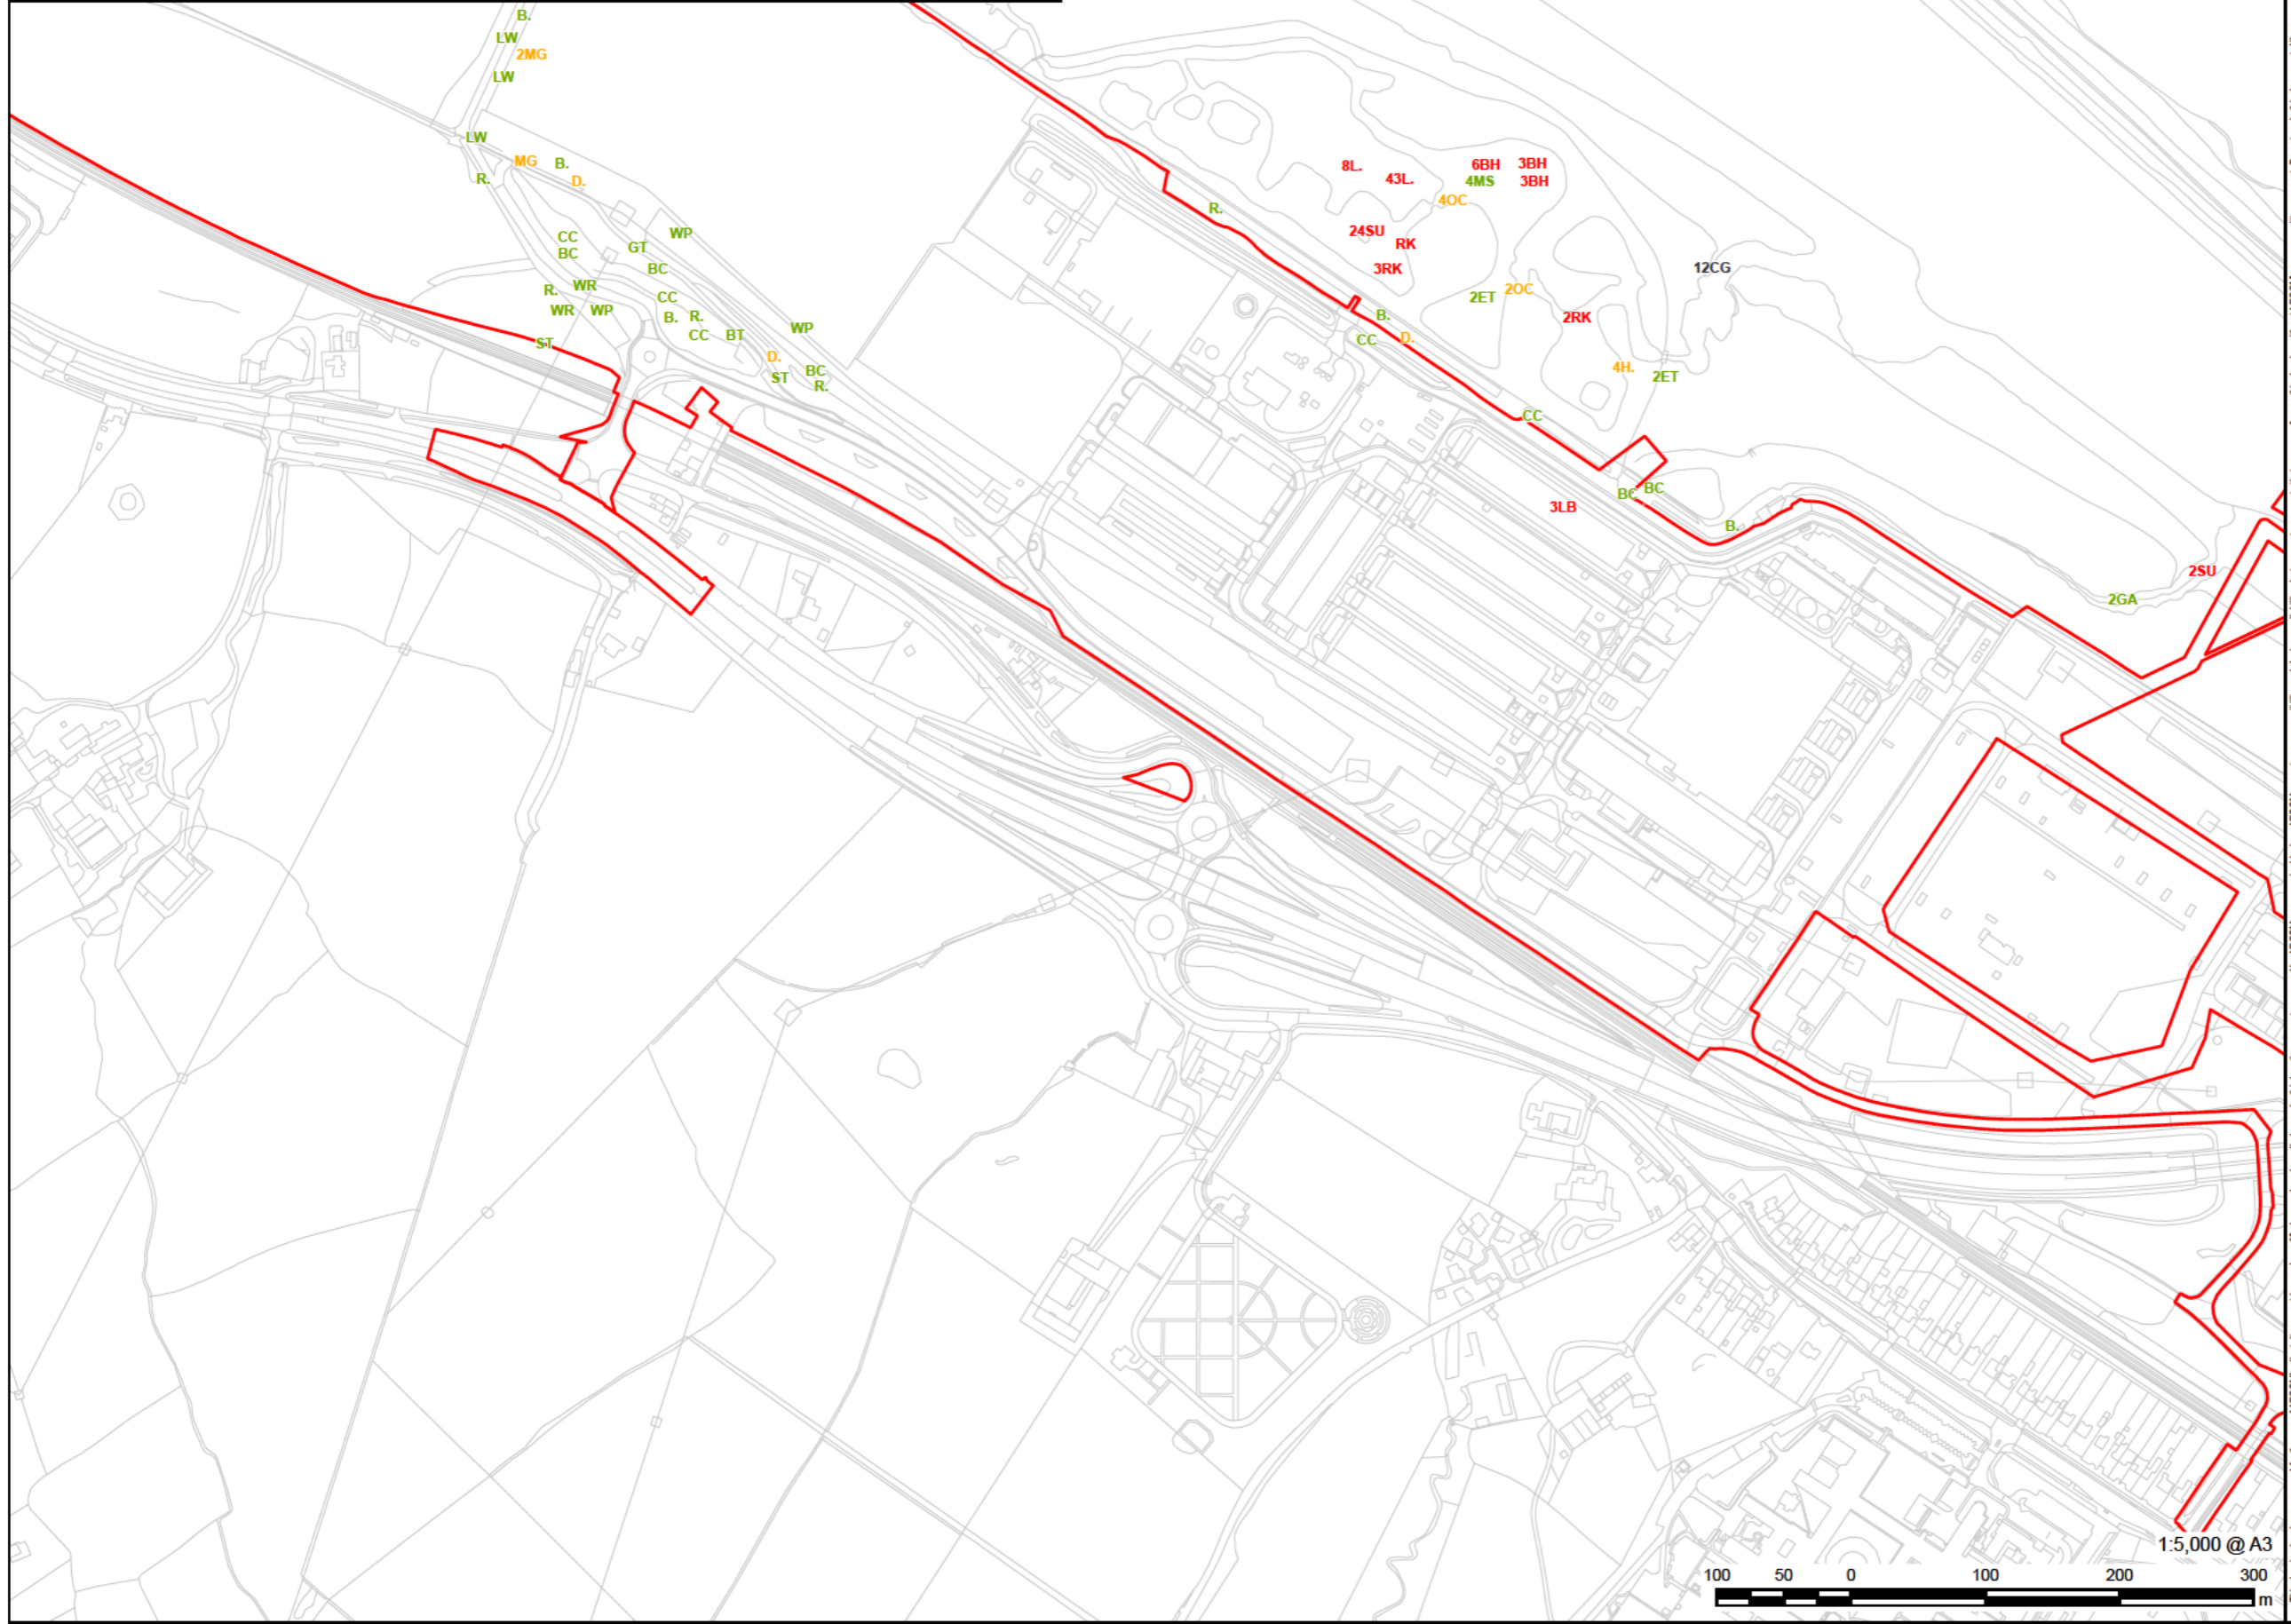 B.
LW
2MG
LW
LW
MG B.
R. D.
8L. 43L. 6BH 3BH
4MS 3BH
4OC
R.
CC GT WP
BC BC
24SU RK
3RK
12CG
R. WR CC
WR WP B. R.
ST CC BT WP
2ET 2OC
2RK
B.
CC D.
D. BC
ST R.
4H. 2ET
CC
BC BC
3LB
B.
2SU
2GA
1:5,000 @ A3
100 50 0 100 200 300
m